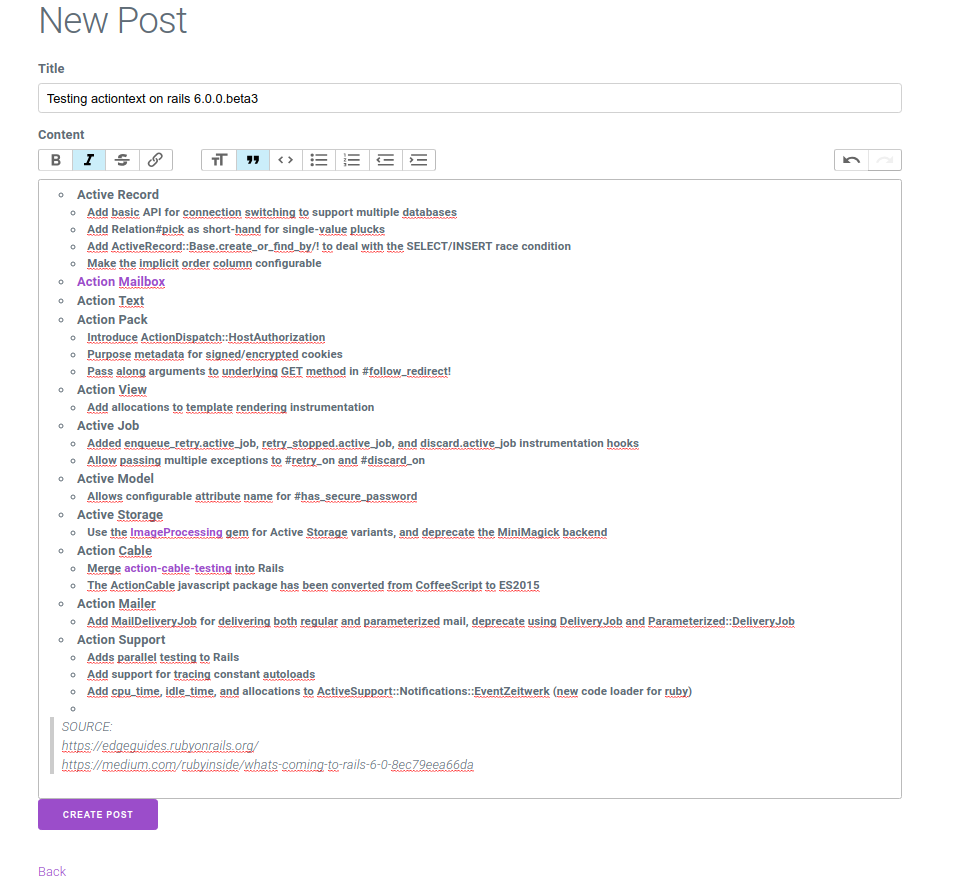 New Post
Title
Testing actiontext on rails 6.0.0.beta3
Content
B I S
Active Record
Add basic API for connection switching to support multiple databases
Add Relation#pick as short-hand for single-value plucks
Add ActiveRecord::Base.create_or_find_by/! to deal with the SELECT/INSERT race condition
Make the implicit order column configurable
Action Mailbox
Action Text
Action Pack
Introduce ActionDispatch::HostAuthorization
Purpose metadata for signed/encrypted cookies
Pass along arguments to underlying GET method in #follow_redirect!
Action View
Add allocations to template rendering instrumentation
Active Job
Added enqueue_retry.active_job, retry_stopped.active_job, and discard.active_job instrumentation hooks
Allow passing multiple exceptions to #retry_on and #discard_on
Active Model
Allows configurable attribute name for #has_secure_password
Active Storage
Use the ImageProcessing gem for Active Storage variants, and deprecate the MiniMagick backend
Action Cable
Merge action-cable-testing into Rails
The ActionCable javascript package has been converted from CoffeeScript to ES2015
Action Mailer
Add MailDeliveryJob for delivering both regular and parameterized mail, deprecate using DeliveryJob and Parameterized::DeliveryJob
Action Support
Adds parallel testing to Rails
Add support for tracing constant autoloads
Add cpu_time, idle_time, and allocations to ActiveSupport::Notifications::EventZeitwerk (new code loader for ruby)
SOURCE:
https://edgeguides.rubyonrails.org/
https://medium.com/rubyinside/whats-coming-to-rails-6-0-8ec79eea66da
CREATE POST
Back